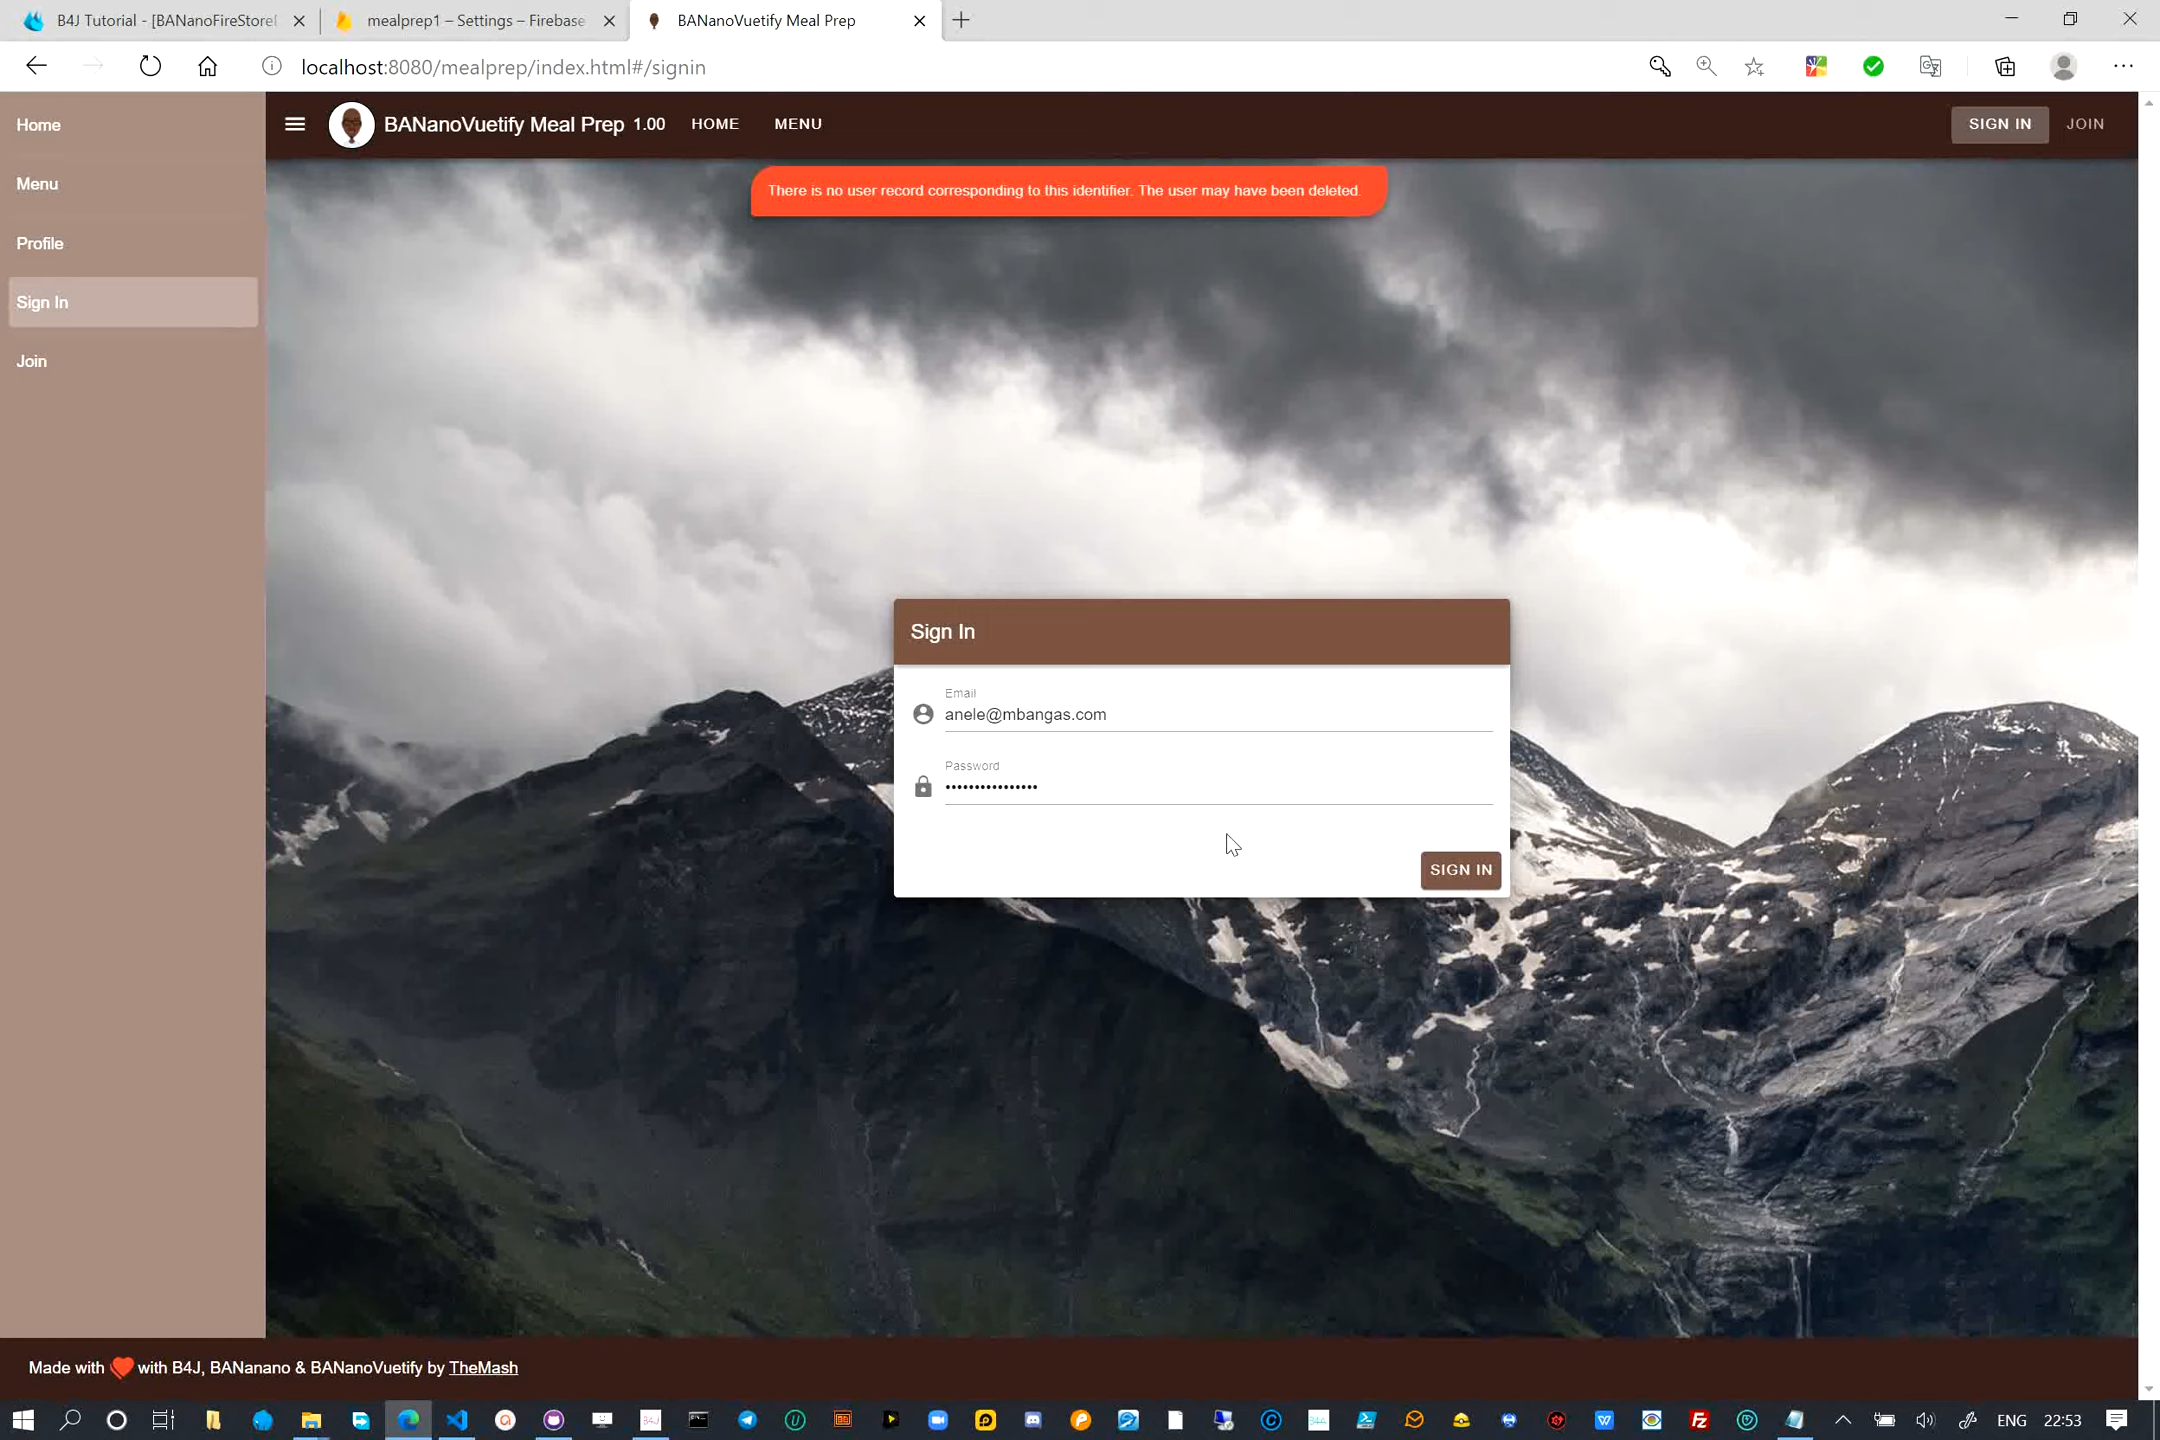 B4J Tutorial - [BANanoFireStore
mealprep1 – Settings – Firebase
BANanoVuetify Meal Prep
localhost:8080/mealprep/index.html#/signin
Home
Menu
Profile
Sign In
Join
BANanoVuetify Meal Prep 1.00
HOME
MENU
SIGN IN
JOIN
There is no user record corresponding to this identifier. The user may have been deleted.
Sign In
Email
anele@mbangas.com
Password
••••••••••••••••
SIGN IN
Made with ❤ with B4J, BANanano & BANanoVuetify by TheMash
B4J
ENG
22:53